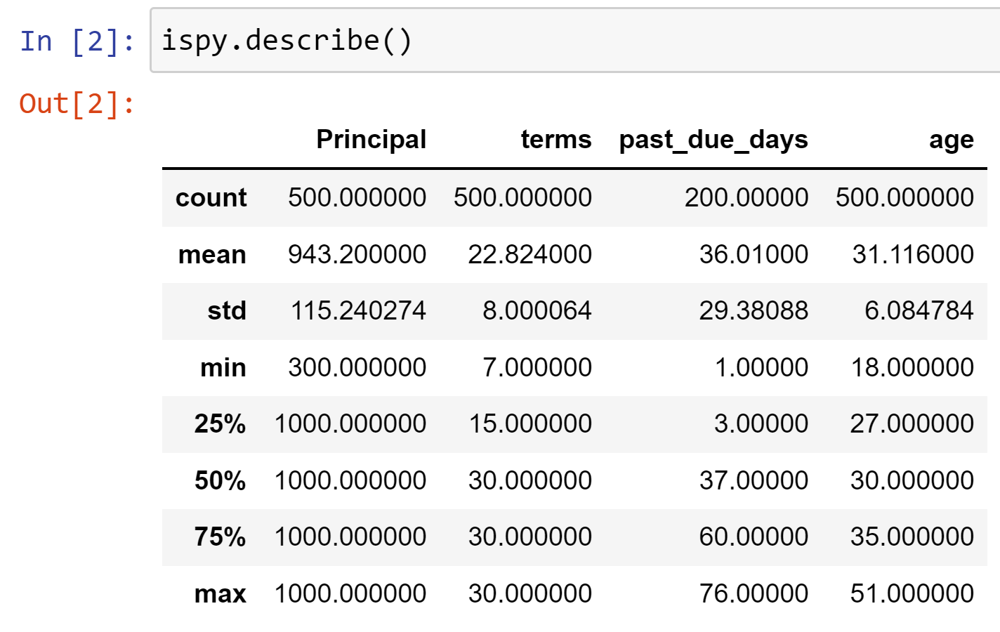 In [2]: ispy.describe()
Out[2]:
Principal terms past_due_days age
count 500.000000 500.000000 200.00000 500.000000
mean 943.200000 22.824000 36.01000 31.116000
std 115.240274 8.000064 29.38088 6.084784
min 300.000000 7.000000 1.00000 18.000000
25% 1000.000000 15.000000 3.00000 27.000000
50% 1000.000000 30.000000 37.00000 30.000000
75% 1000.000000 30.000000 60.00000 35.000000
max 1000.000000 30.000000 76.00000 51.000000